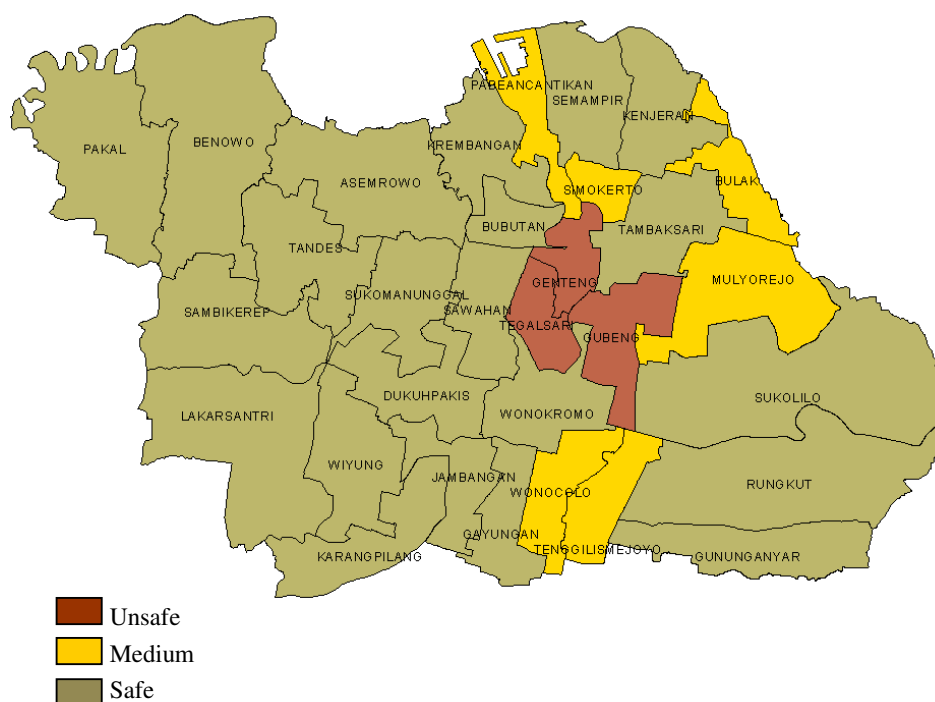 PABEANCANTIKAN
SEMAMPIR
KENJERAN
BENOWO
KREMBANGAN
PAKAL
ASEMROWO
BULAK
SIMOKERTO
BUBUTAN
TAMBAKSARI
TANDES
GENTENG
MULYOREJO
SUKOMANUNGGAL
SAMBIKEREP
SAWAHAN
TEGALSARI
GUBENG
DUKUHPAKIS
SUKOLILO
LAKARSANTRI
WONOKROMO
WIYUNG
JAMBANGAN
RUNGKUT
WONOCOLO
GAYUNGAN
KARANGPILANG
TENGGILISMEJOYO
GUNUNGANYAR
Unsafe
Medium
Safe